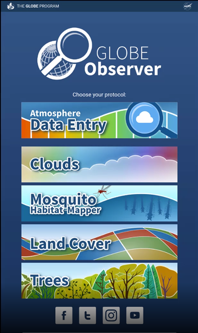 THE GLOBE PROGRAM
GLOBE
Observer
Choose your protocol:
Atmosphere
Data Entry
Clouds
Mosquito
Habitat Mapper
Land Cover
Trees